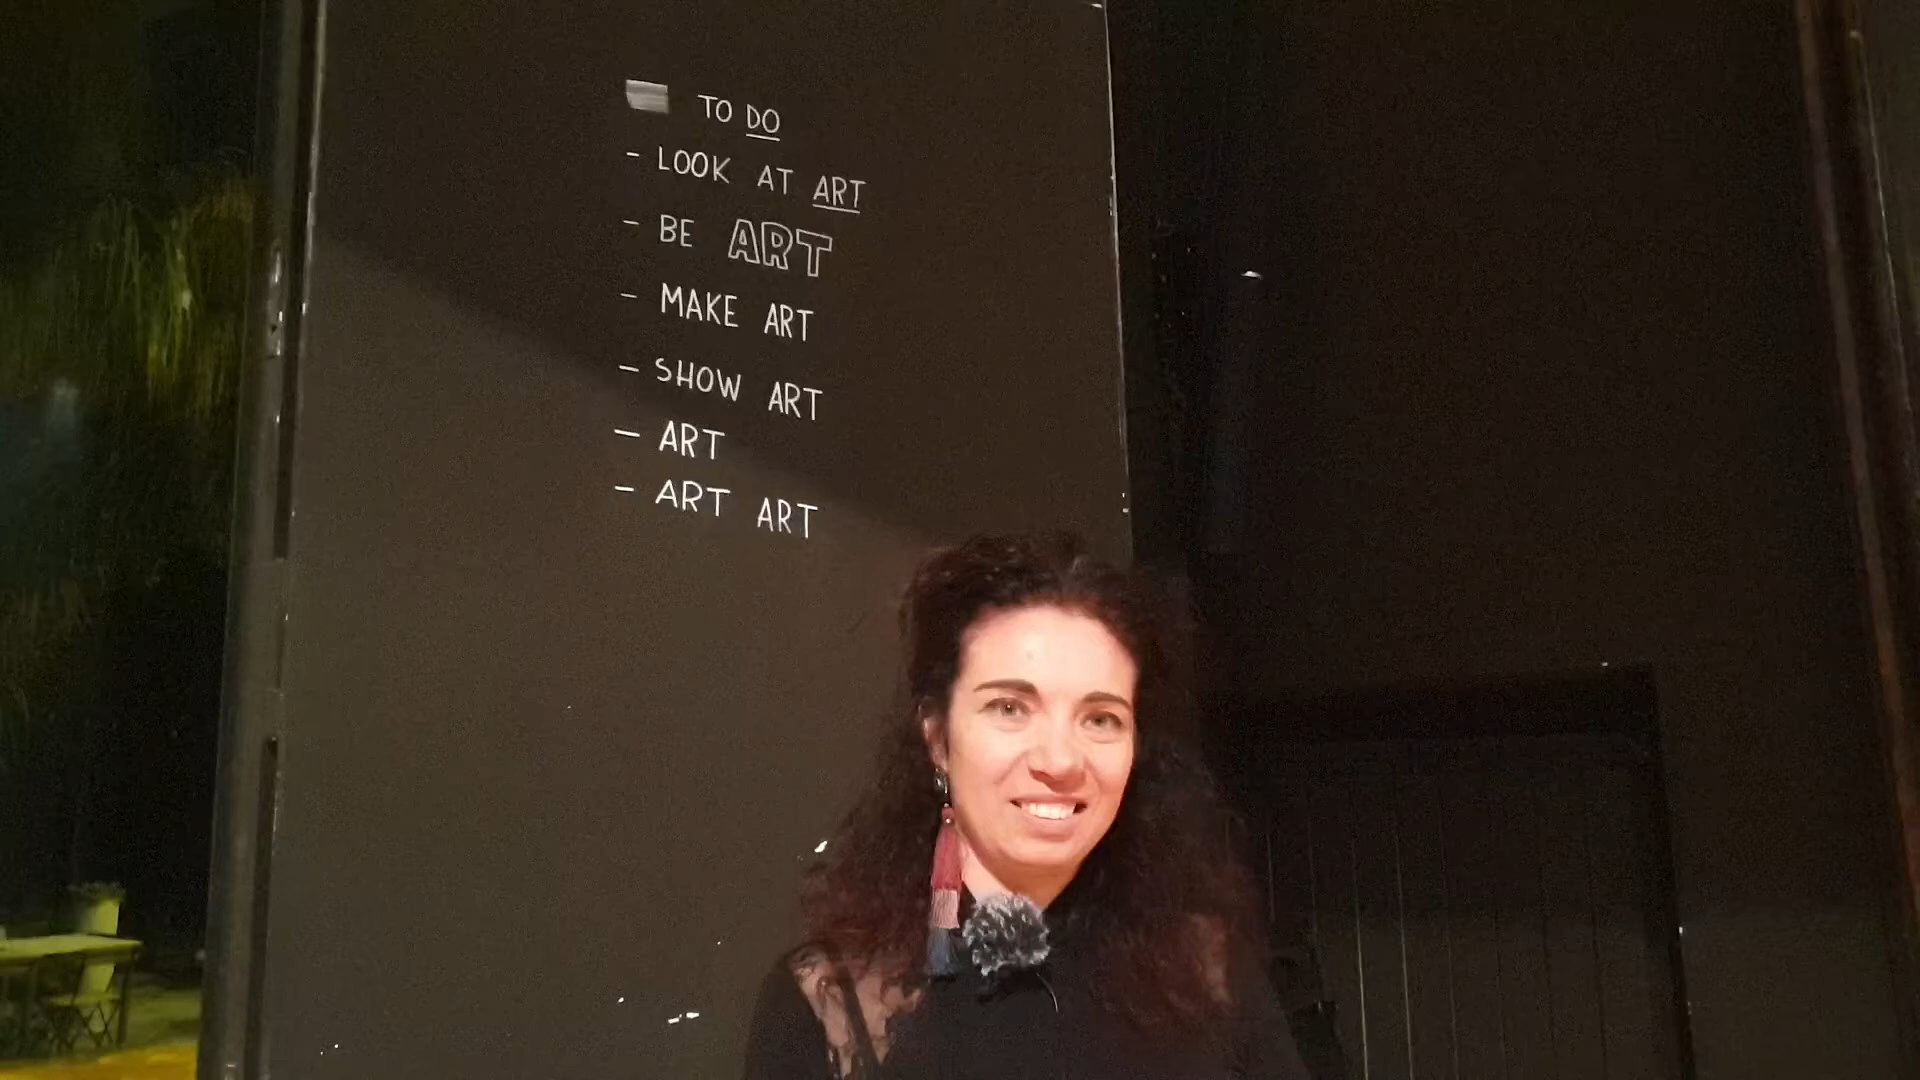 TO DO
- LOOK AT ART
- BE ART
- MAKE ART
- SHOW ART
- ART
- ART ART